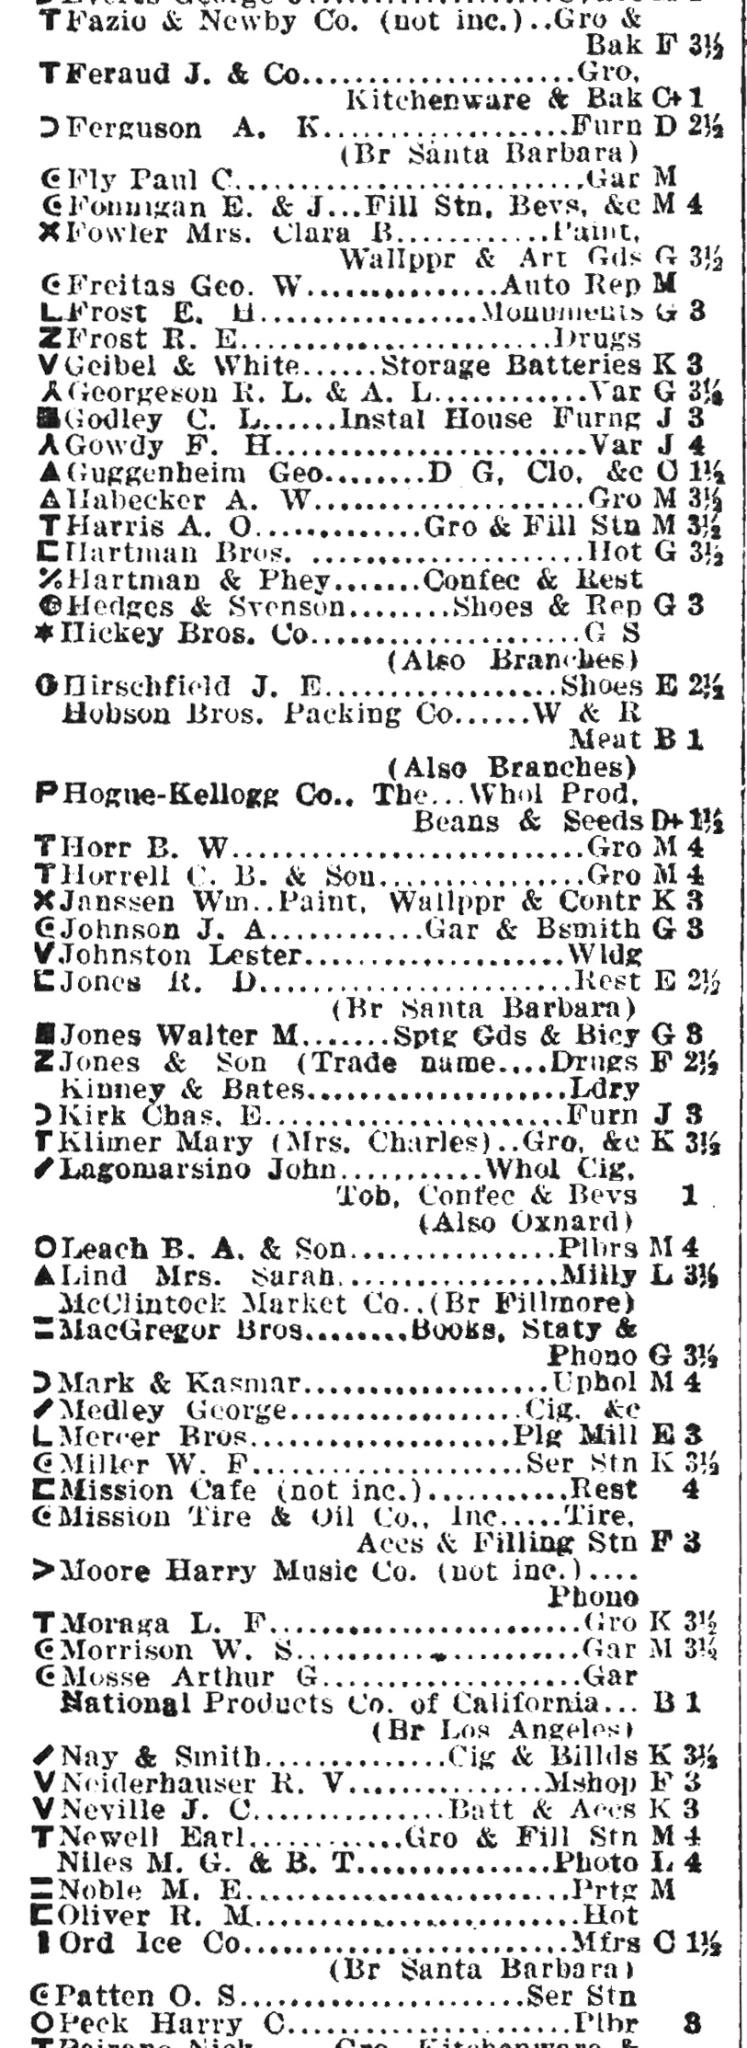 T Fazio & Newby Co. (not inc.)..Gro &
Bak F 3½
T Feraud J. & Co.....................Gro,
Kitchenware & Bak C+ 1
Ferguson A. K...................Furn D 2½
(Br Santa Barbara)
Fly Paul C...........................Gar M
Fonnigan E. & J...Fill Stn, Bevs, &c M 4
X Fowler Mrs. Clara B............Paint,
Wallppr & Art Gds G 3½
Freitas Geo. W...............Auto Rep M
L Frost E. H.................Monuments G 3
Z Frost R. E........................Drugs
V Geibel & White......Storage Batteries K 3
Georgeson R. L. & A. L............Var G 3½
Godley C. L......Instal House Furng J 3
Gowdy F. H........................Var J 4
▲ Guggenheim Geo........D G, Clo, &c C 1½
Habecker A. W.....................Gro M 3½
T Harris A. O.............Gro & Fill Stn M 3½
Hartman Bros. ......................Hot G 3½
% Hartman & Phey.......Confec & Rest
Hedges & Svenson........Shoes & Rep G 3
* Hickey Bros. Co.....................G S
(Also Branches)
Hirschfield J. E..................Shoes E 2½
Hobson Bros. Packing Co......W & R
Meat B 1
(Also Branches)
P Hogue-Kellogg Co., The...Whol Prod,
Beans & Seeds D+ 1½
T Horr B. W..........................Gro M 4
T Horrell C. B. & Son...............Gro M 4
X Janssen Wm..Paint, Wallppr & Contr K 3
Johnson J. A............Gar & Bsmith G 3
V Johnston Lester....................Wldg
Jones R. D........................Rest E 2½
(Br Santa Barbara)
■ Jones Walter M.......Sptg Gds & Bicy G 3
Z Jones & Son (Trade name....Drugs F 2½
Kinney & Bates.....................Ldry
Kirk Chas. E.......................Furn J 3
T Klimer Mary (Mrs. Charles)..Gro, &c K 3½
Lagomarsino John...........Whol Cig,
Tob, Confec & Bevs 1
(Also Oxnard)
O Leach B. A. & Son................Plbrs M 4
▲ Lind Mrs. Sarah.................Milly L 3½
McClintock Market Co..(Br Fillmore)
= MacGregor Bros........Books, Staty &
Phono G 3½
Mark & Kasmar...................Uphol M 4
Medley George..................Cig, &c
L Mercer Bros....................Plg Mill E 3
Miller W. F.....................Ser Stn K 3½
Mission Cafe (not inc.)...........Rest 4
Mission Tire & Oil Co., Inc.....Tire,
Accs & Filling Stn F 3
> Moore Harry Music Co. (not inc.)....
Phono
T Moraga L. F........................Gro K 3½
Morrison W. S......................Gar M 3½
Mosse Arthur G....................Gar
National Products Co. of California... B 1
(Br Los Angeles)
Nay & Smith..............Cig & Billds K 3½
V Neiderhauser R. V...............Mshop F 3
V Neville J. C...............Batt & Accs K 3
T Newell Earl............Gro & Fill Stn M 4
Niles M. G. & B. T...............Photo L 4
= Noble M. E.........................Prtg M
Oliver R. M.........................Hot
Ord Ice Co.........................Mfrs C 1½
(Br Santa Barbara)
Patten O. S.....................Ser Stn
O Peck Harry C.....................Plbr 3